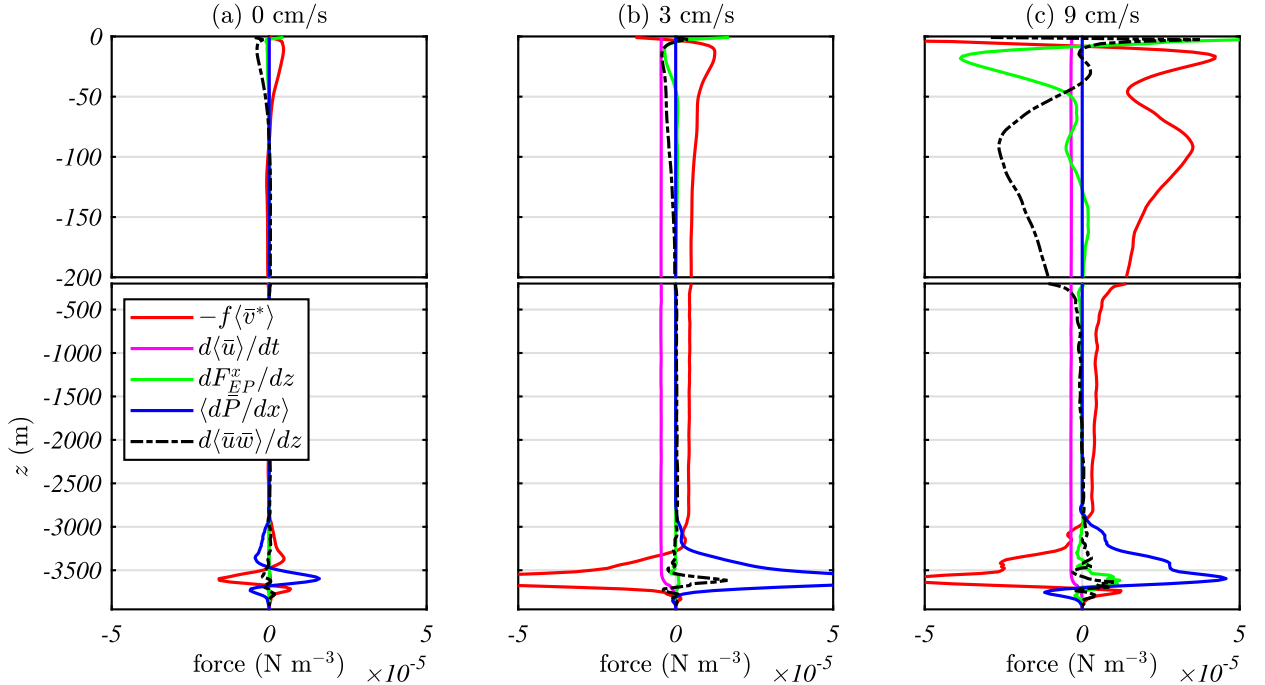 (a) 0 cm/s
(b) 3 cm/s
(c) 9 cm/s
0
-50
-100
-150
-200
-500
-1000
-1500
-2000
-2500
-3000
-3500
z (m)
−f⟨v̄*⟩
d⟨ū⟩/dt
dF^x_EP/dz
⟨dP̄/dx⟩
d⟨ūw̄⟩/dz
-5 0 5
-5 0 5
-5 0 5
force (N m⁻³) ×10⁻⁵
force (N m⁻³) ×10⁻⁵
force (N m⁻³) ×10⁻⁵